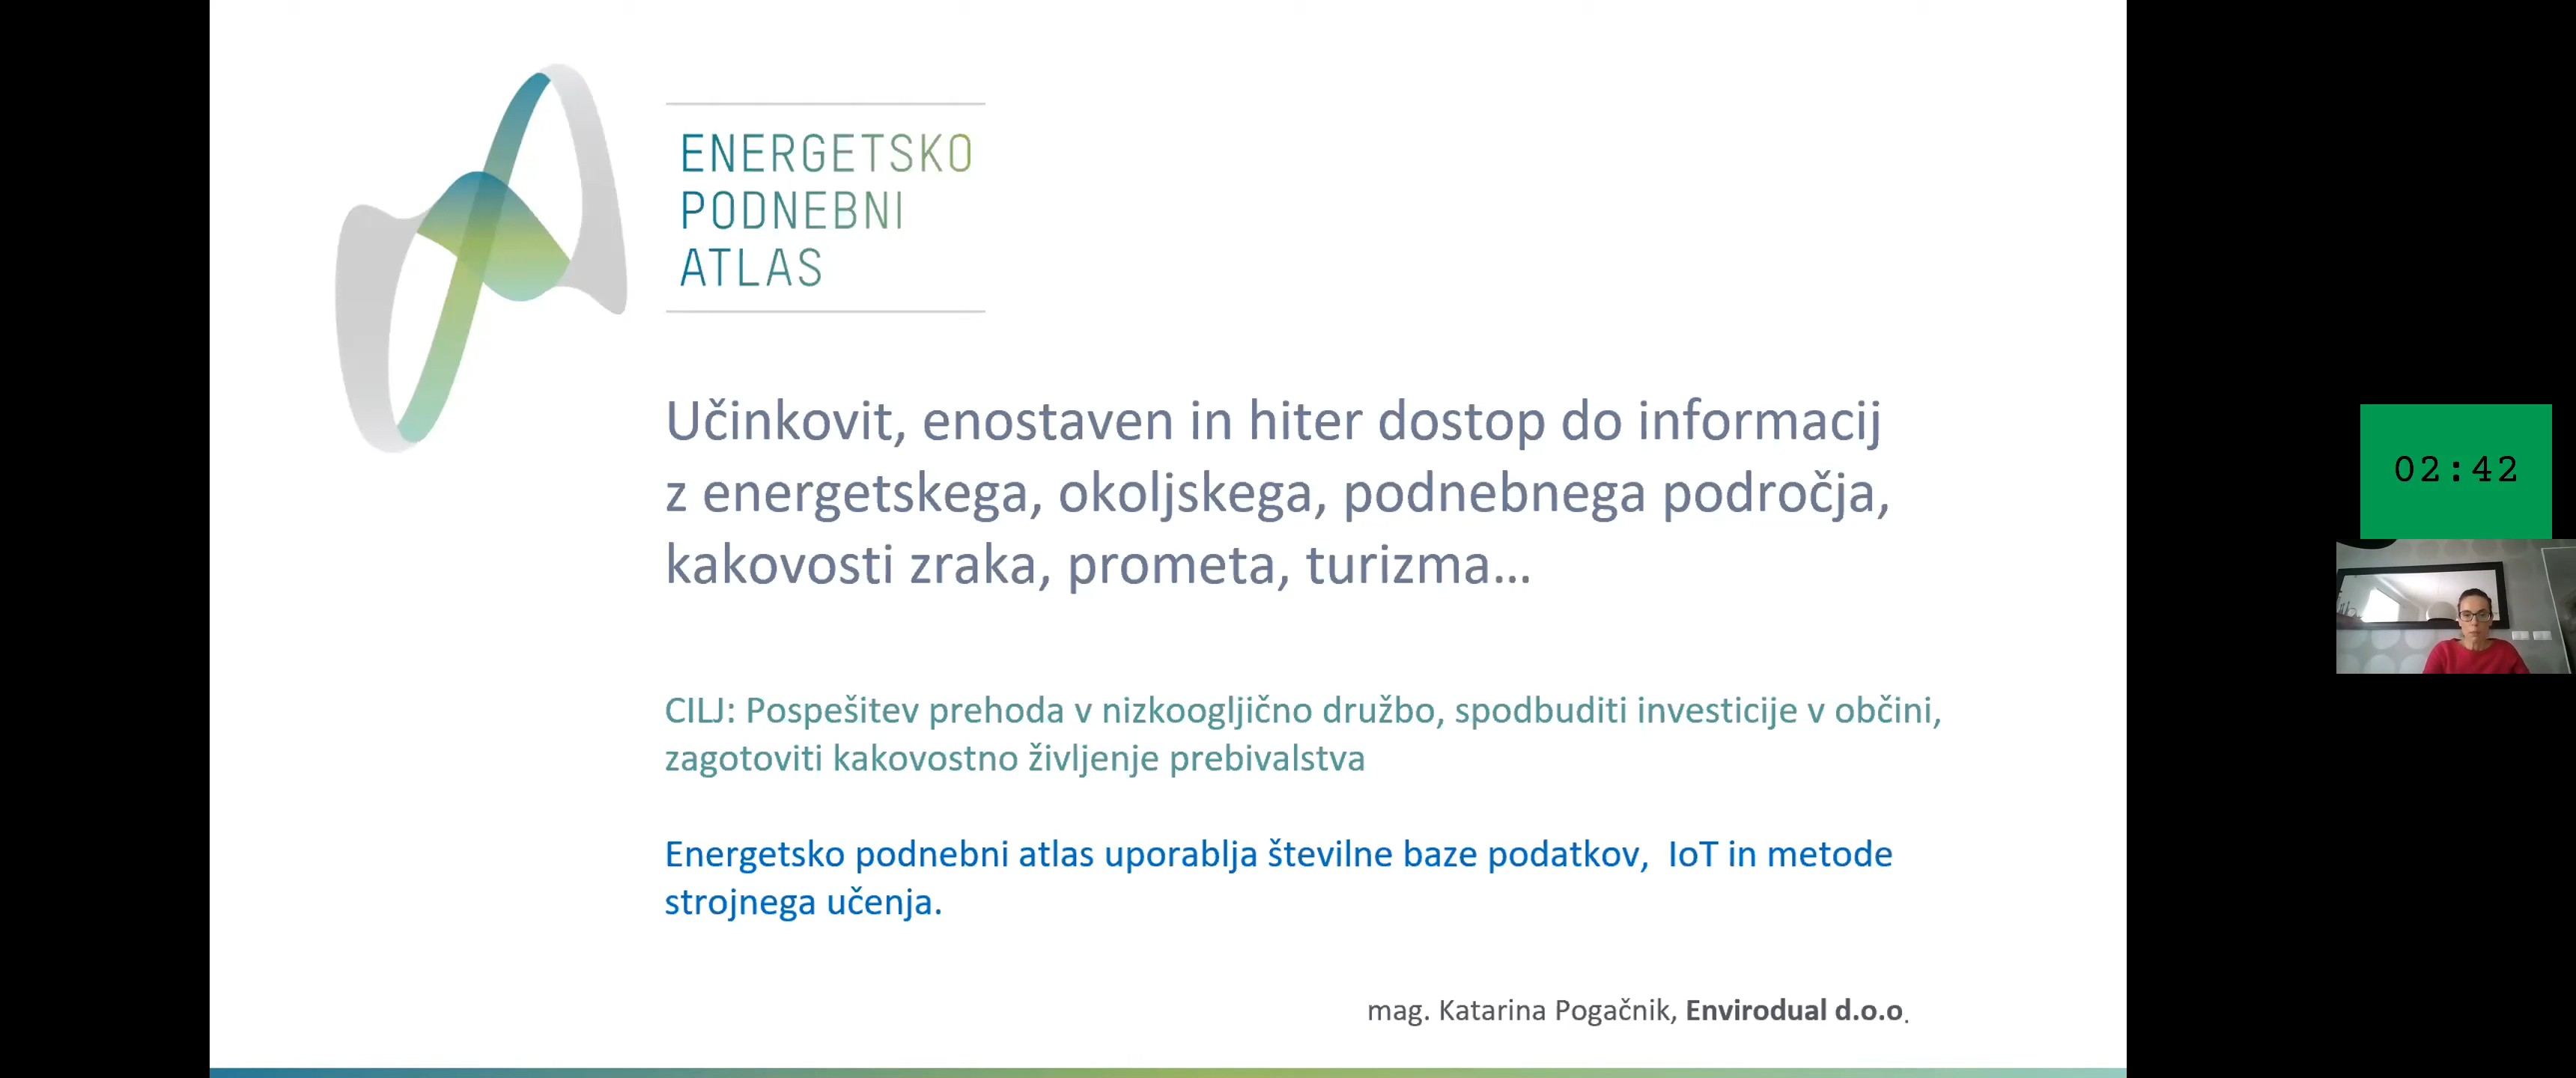 ENERGETSKO
PODNEBNI
ATLAS
Učinkovit, enostaven in hiter dostop do informacij
z energetskega, okoljskega, podnebnega področja,
kakovosti zraka, prometa, turizma...
CILJ: Pospešitev prehoda v nizkoogljično družbo, spodbuditi investicije v občini,
zagotoviti kakovostno življenje prebivalstva
Energetsko podnebni atlas uporablja številne baze podatkov, IoT in metode
strojnega učenja.
mag. Katarina Pogačnik, Envirodual d.o.o.
02:42